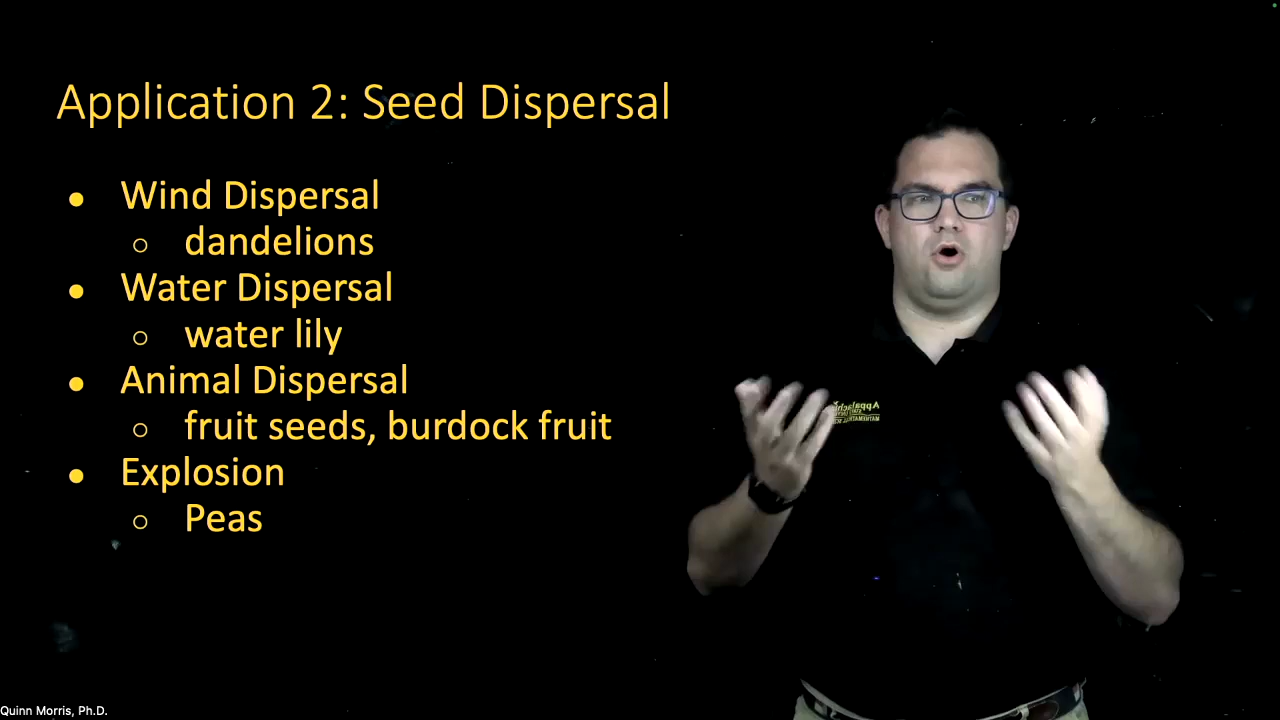 Application 2: Seed Dispersal
● Wind Dispersal
○ dandelions
● Water Dispersal
○ water lily
● Animal Dispersal
○ fruit seeds, burdock fruit
● Explosion
○ Peas
Quinn Morris, Ph.D.